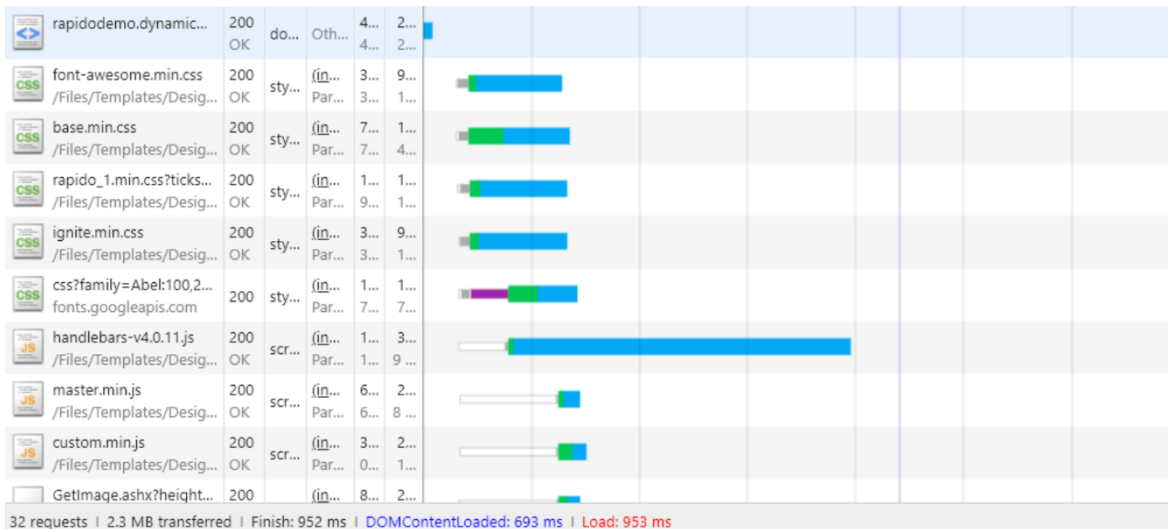 rapidodemo.dynamic... 200 do... Oth... 4... 2...
OK 4... 2...
font-awesome.min.css 200 sty... (in... 3... 9...
/Files/Templates/Desig... OK Par... 3... 1...
base.min.css 200 sty... (in... 7... 1...
/Files/Templates/Desig... OK Par... 7... 4...
rapido_1.min.css?ticks... 200 sty... (in... 1... 1...
/Files/Templates/Desig... OK Par... 9... 1...
ignite.min.css 200 sty... (in... 3... 9...
/Files/Templates/Desig... OK Par... 3... 1...
css?family=Abel:100,2... 200 sty... (in... 1... 1...
fonts.googleapis.com Par... 7... 7...
handlebars-v4.0.11.js 200 scr... (in... 1... 3...
/Files/Templates/Desig... OK Par... 1... 9 ...
master.min.js 200 scr... (in... 6... 2...
/Files/Templates/Desig... OK Par... 6... 8 ...
custom.min.js 200 scr... (in... 3... 2...
/Files/Templates/Desig... OK Par... 0... 1...
GetImage.ashx?height... 200 (in... 8... 2...
32 requests | 2.3 MB transferred | Finish: 952 ms | DOMContentLoaded: 693 ms | Load: 953 ms